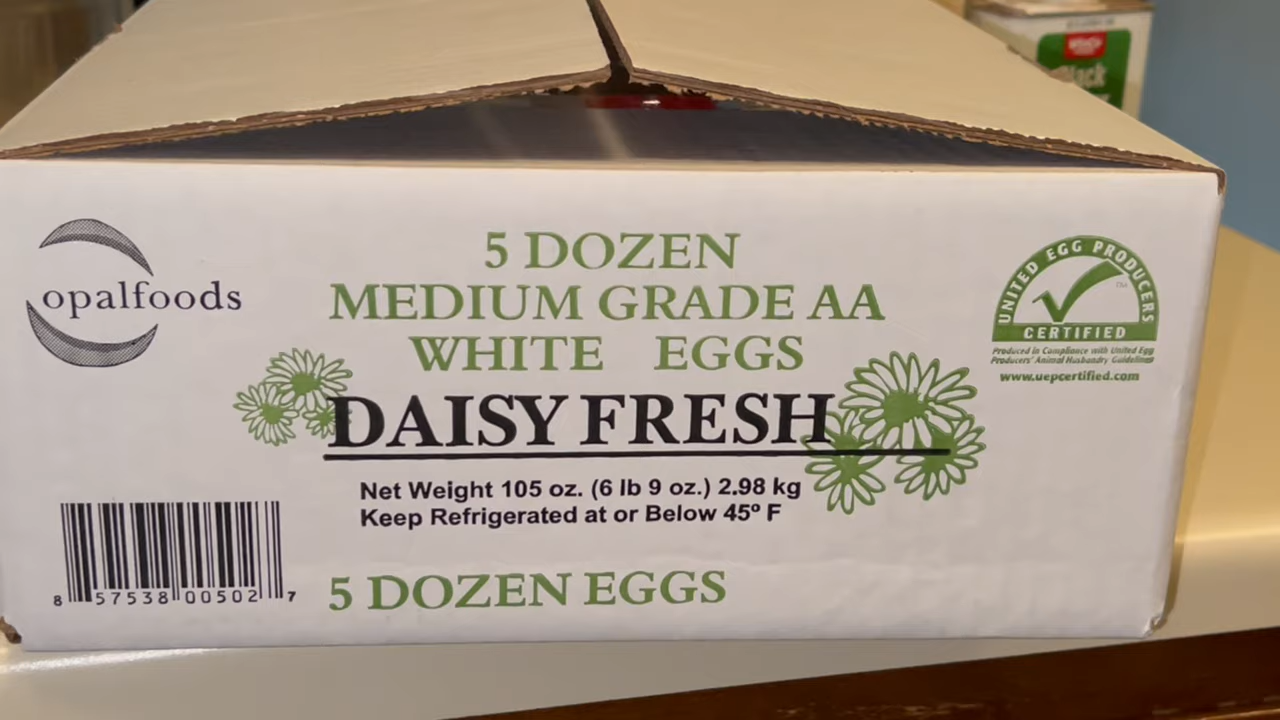 opalfoods
5 DOZEN
MEDIUM GRADE AA
WHITE EGGS
DAISY FRESH
Net Weight 105 oz. (6 lb 9 oz.) 2.98 kg
Keep Refrigerated at or Below 45º F
5 DOZEN EGGS
8 57538 00502 7
UNITED EGG PRODUCERS
CERTIFIED
Produced in Compliance with United Egg
Producers' Animal Husbandry Guidelines
www.uepcertified.com